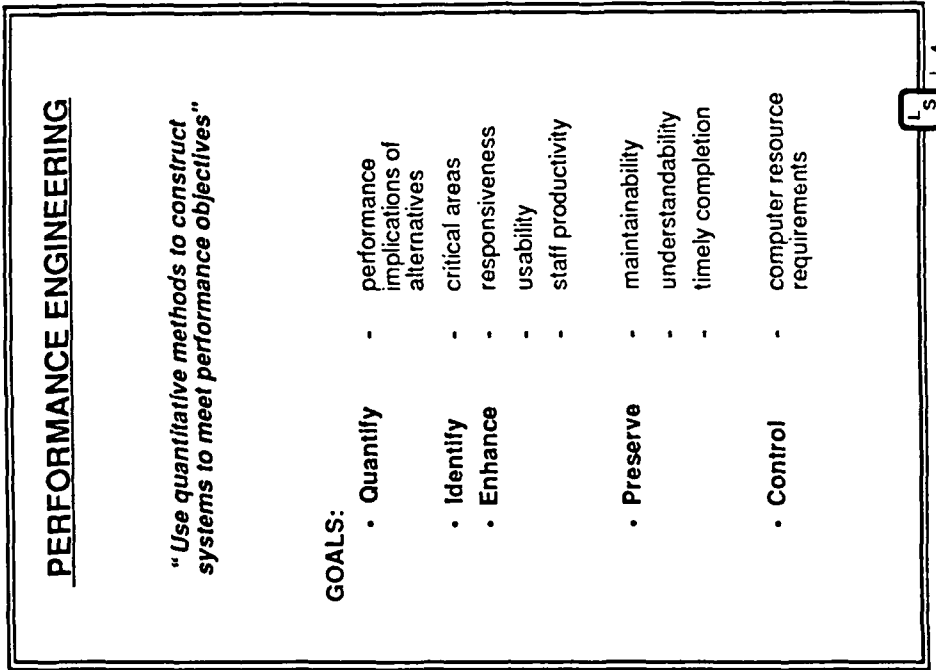 PERFORMANCE ENGINEERING
"Use quantitative methods to construct
systems to meet performance objectives"
GOALS:
• Quantify - performance
implications of
alternatives
• Identify - critical areas
• Enhance - responsiveness
- usability
- staff productivity
• Preserve - maintainability
- understandability
- timely completion
• Control - computer resource
requirements
L
S